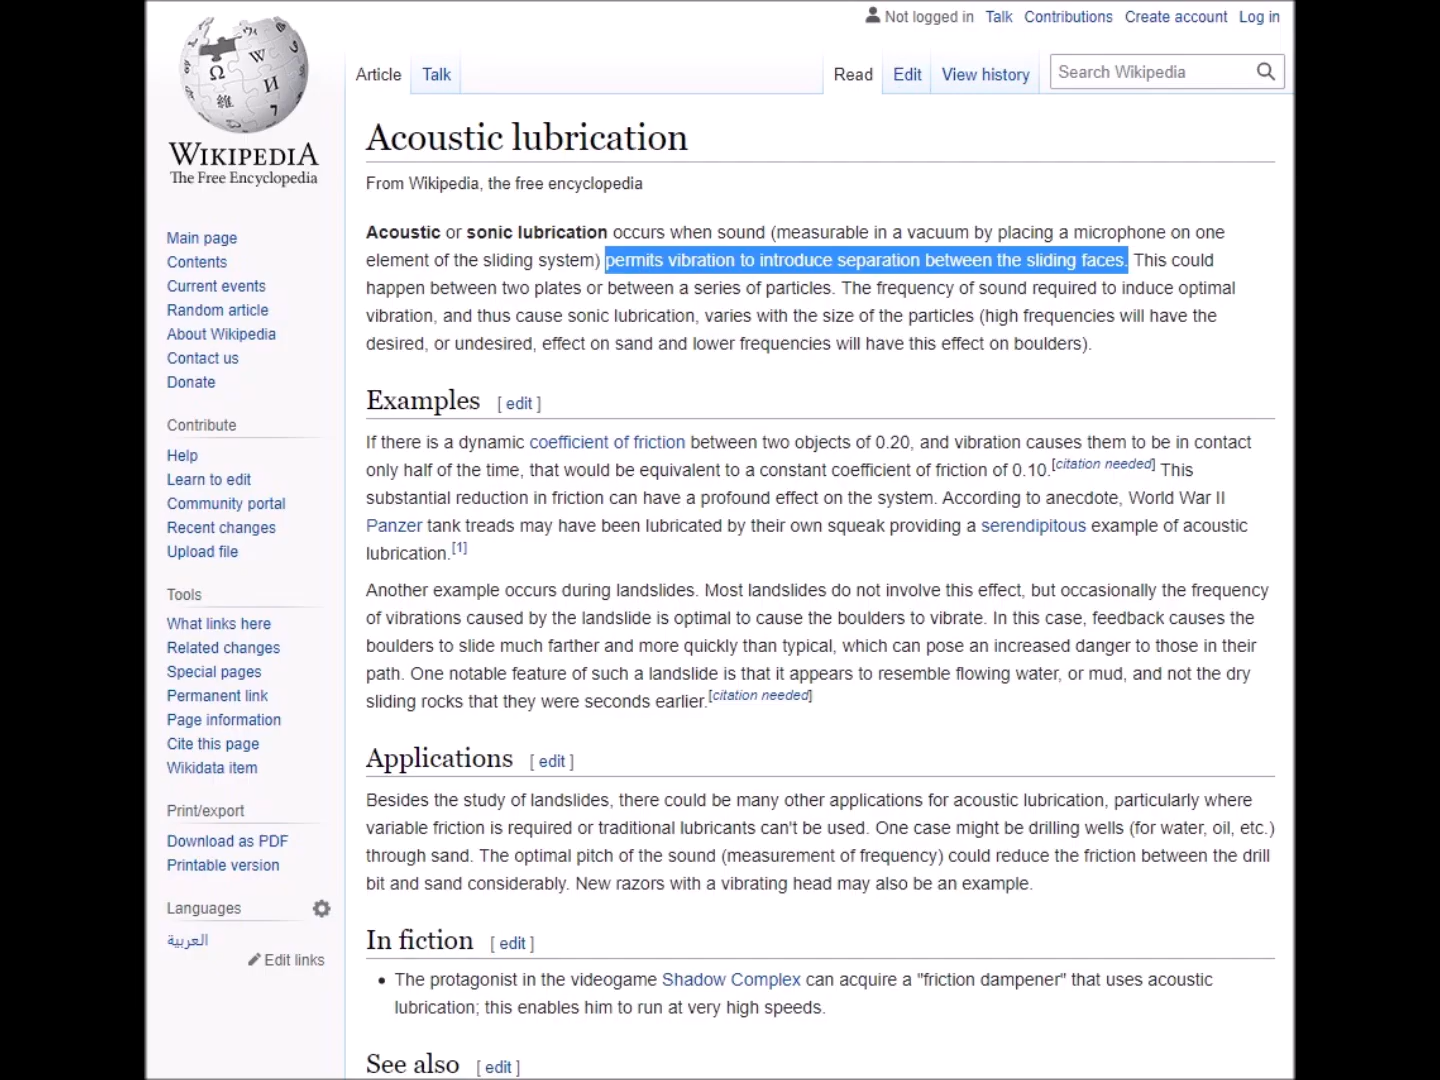 Not logged in Talk Contributions Create account Log in
Article Talk Read Edit View history Search Wikipedia
Ω W И 維 7
WIKIPEDIA
The Free Encyclopedia
Main page
Contents
Current events
Random article
About Wikipedia
Contact us
Donate
Contribute
Help
Learn to edit
Community portal
Recent changes
Upload file
Tools
What links here
Related changes
Special pages
Permanent link
Page information
Cite this page
Wikidata item
Print/export
Download as PDF
Printable version
Languages
العربية
Edit links
Acoustic lubrication
From Wikipedia, the free encyclopedia
Acoustic or sonic lubrication occurs when sound (measurable in a vacuum by placing a microphone on one
element of the sliding system) permits vibration to introduce separation between the sliding faces. This could
happen between two plates or between a series of particles. The frequency of sound required to induce optimal
vibration, and thus cause sonic lubrication, varies with the size of the particles (high frequencies will have the
desired, or undesired, effect on sand and lower frequencies will have this effect on boulders).
Examples [ edit ]
If there is a dynamic coefficient of friction between two objects of 0.20, and vibration causes them to be in contact
only half of the time, that would be equivalent to a constant coefficient of friction of 0.10.[citation needed] This
substantial reduction in friction can have a profound effect on the system. According to anecdote, World War II
Panzer tank treads may have been lubricated by their own squeak providing a serendipitous example of acoustic
lubrication.[1]
Another example occurs during landslides. Most landslides do not involve this effect, but occasionally the frequency
of vibrations caused by the landslide is optimal to cause the boulders to vibrate. In this case, feedback causes the
boulders to slide much farther and more quickly than typical, which can pose an increased danger to those in their
path. One notable feature of such a landslide is that it appears to resemble flowing water, or mud, and not the dry
sliding rocks that they were seconds earlier.[citation needed]
Applications [ edit ]
Besides the study of landslides, there could be many other applications for acoustic lubrication, particularly where
variable friction is required or traditional lubricants can't be used. One case might be drilling wells (for water, oil, etc.)
through sand. The optimal pitch of the sound (measurement of frequency) could reduce the friction between the drill
bit and sand considerably. New razors with a vibrating head may also be an example.
In fiction [ edit ]
• The protagonist in the videogame Shadow Complex can acquire a "friction dampener" that uses acoustic
lubrication; this enables him to run at very high speeds.
See also [ edit ]